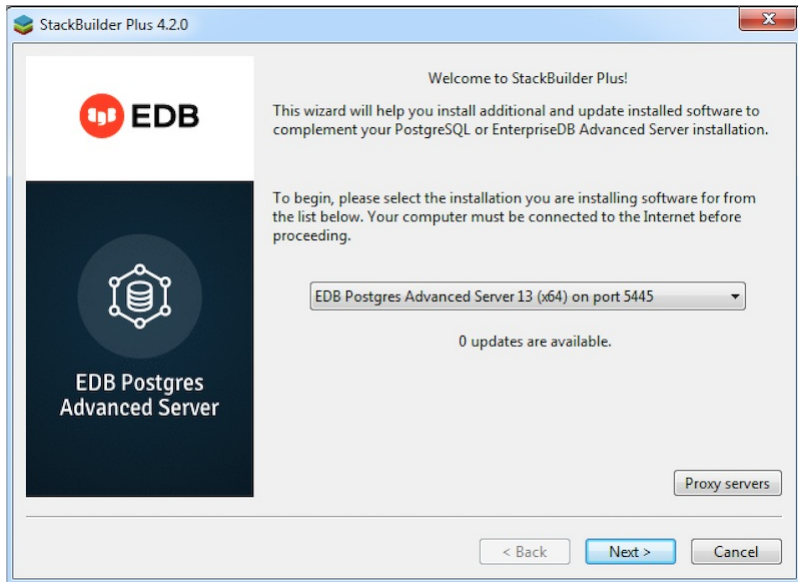 StackBuilder Plus 4.2.0
EDB
EDB Postgres
Advanced Server
Welcome to StackBuilder Plus!
This wizard will help you install additional and update installed software to
complement your PostgreSQL or EnterpriseDB Advanced Server installation.
To begin, please select the installation you are installing software for from
the list below. Your computer must be connected to the Internet before
proceeding.
EDB Postgres Advanced Server 13 (x64) on port 5445
0 updates are available.
Proxy servers
< Back
Next >
Cancel